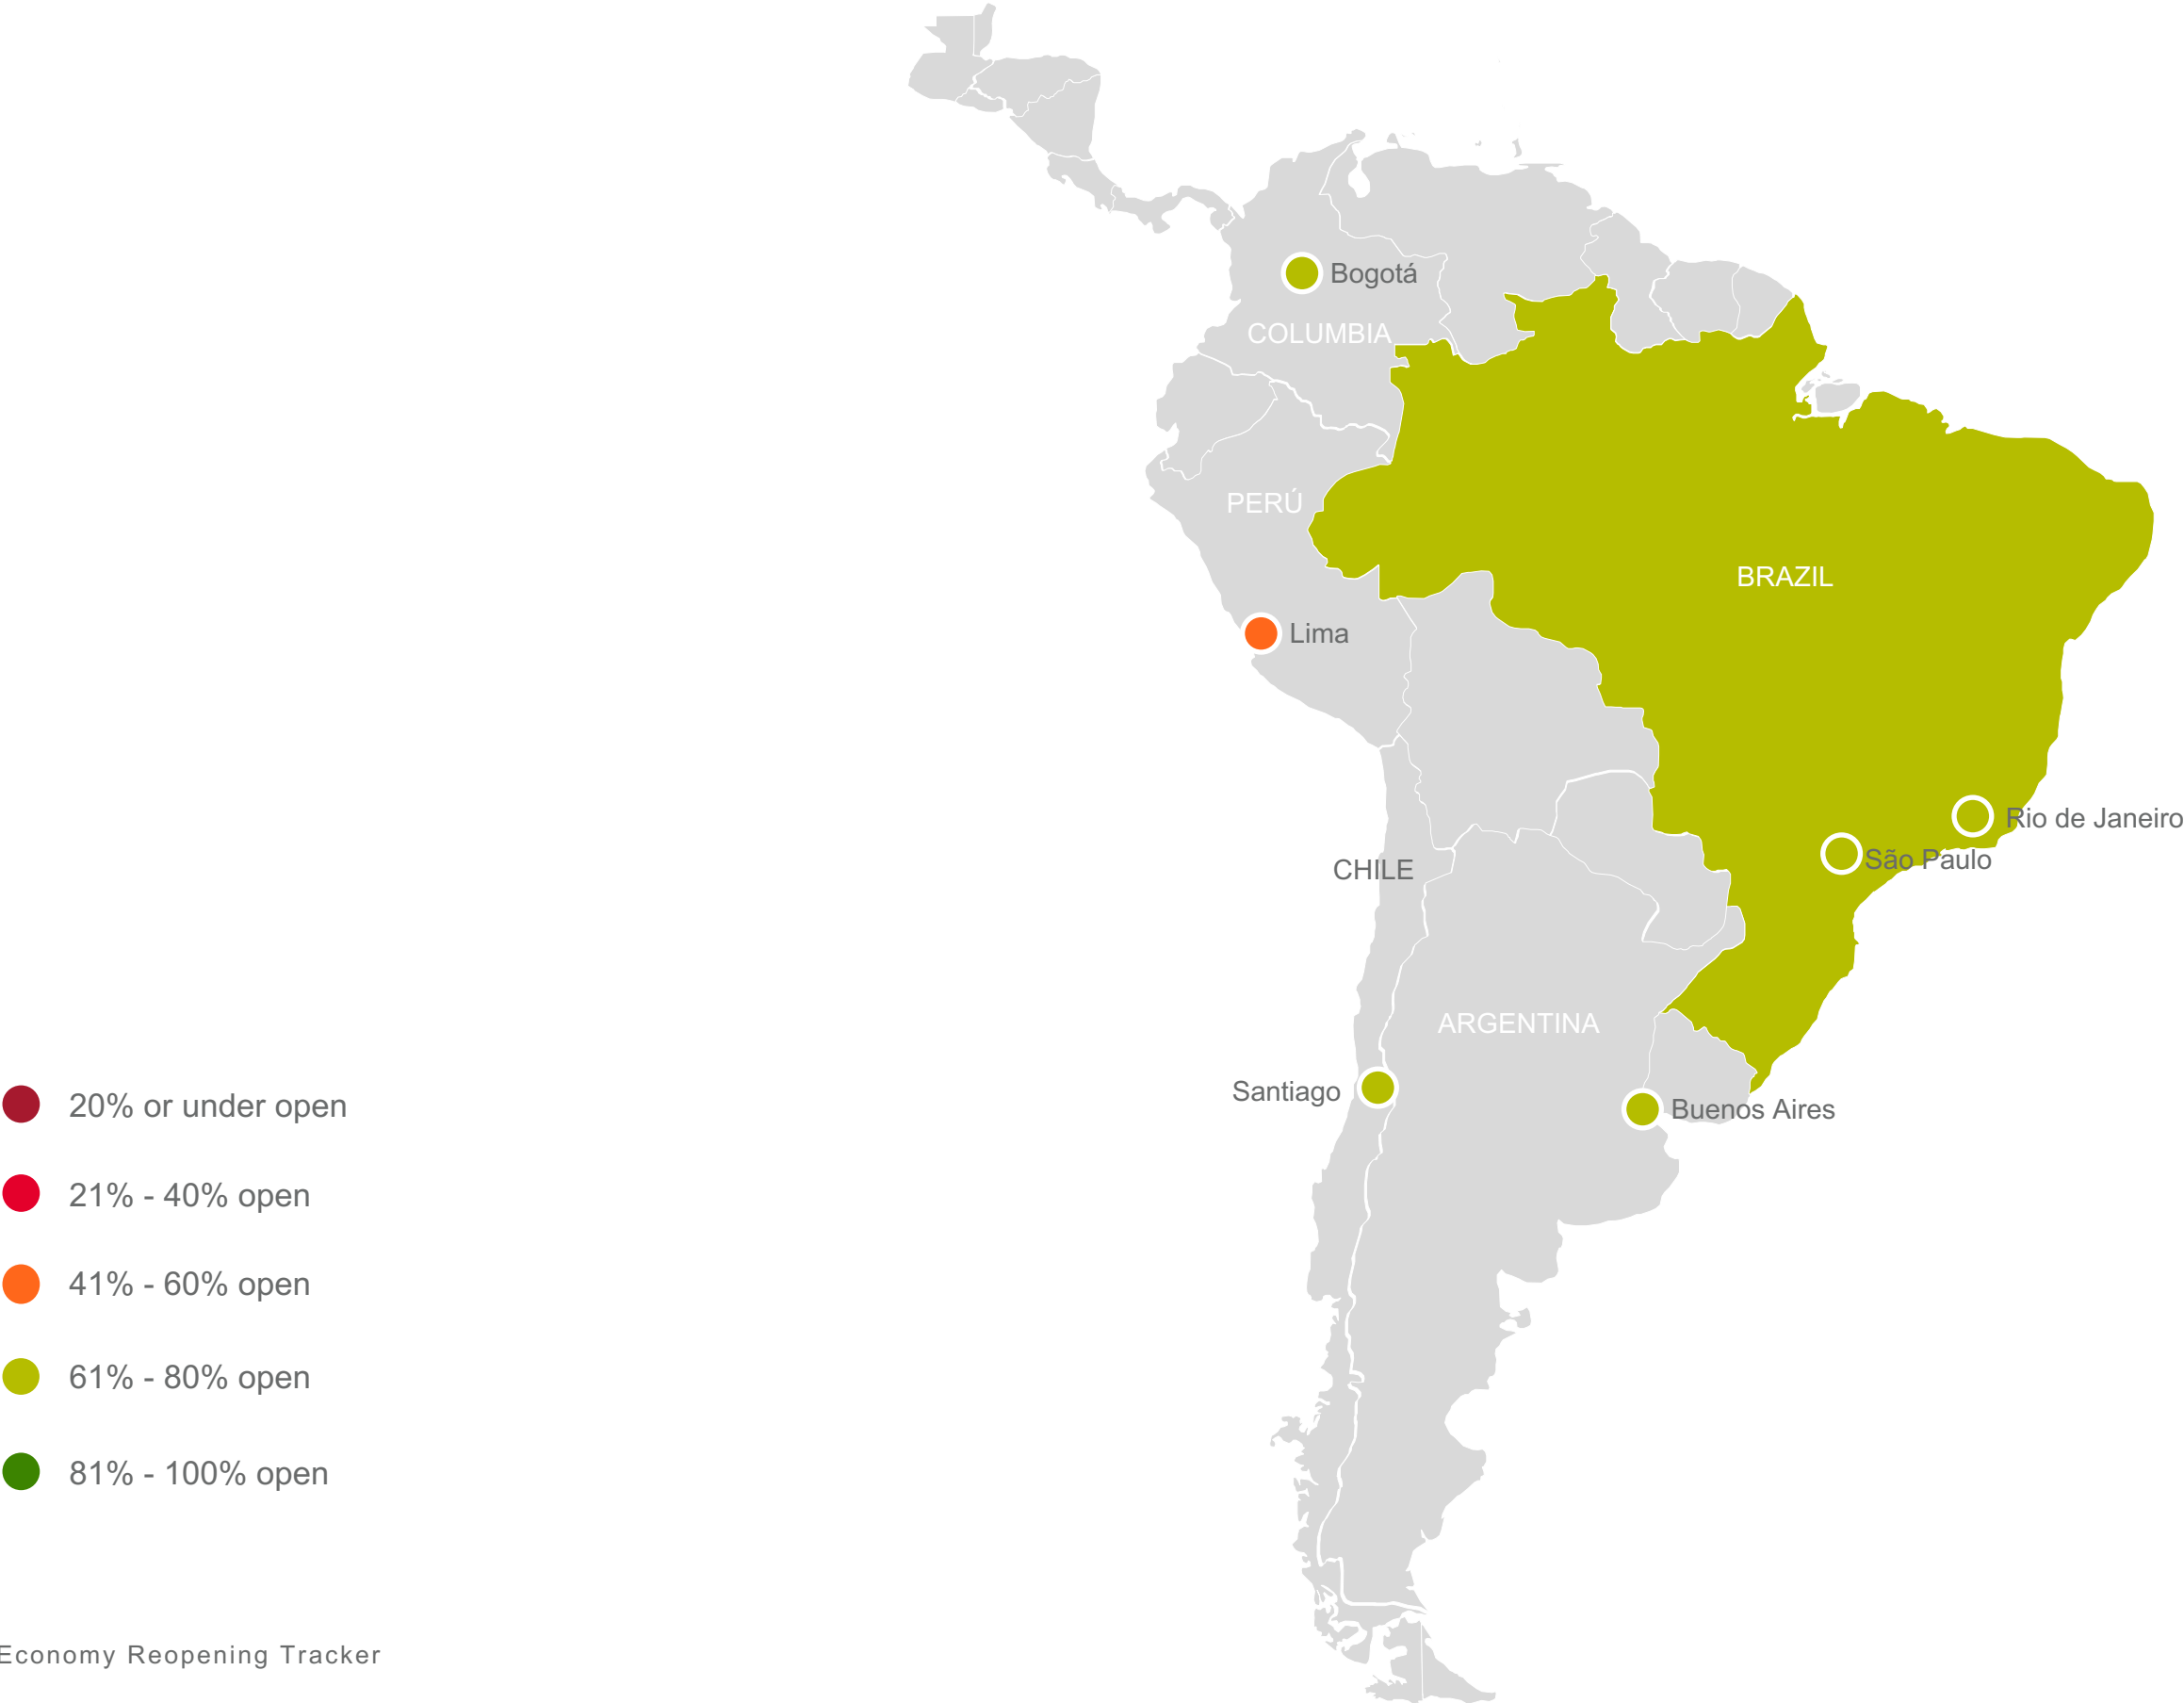 Bogotá
COLUMBIA
PERÚ
BRAZIL
Lima
Rio de Janeiro
São Paulo
CHILE
ARGENTINA
Santiago
Buenos Aires
20% or under open
21% - 40% open
41% - 60% open
61% - 80% open
81% - 100% open
Economy Reopening Tracker